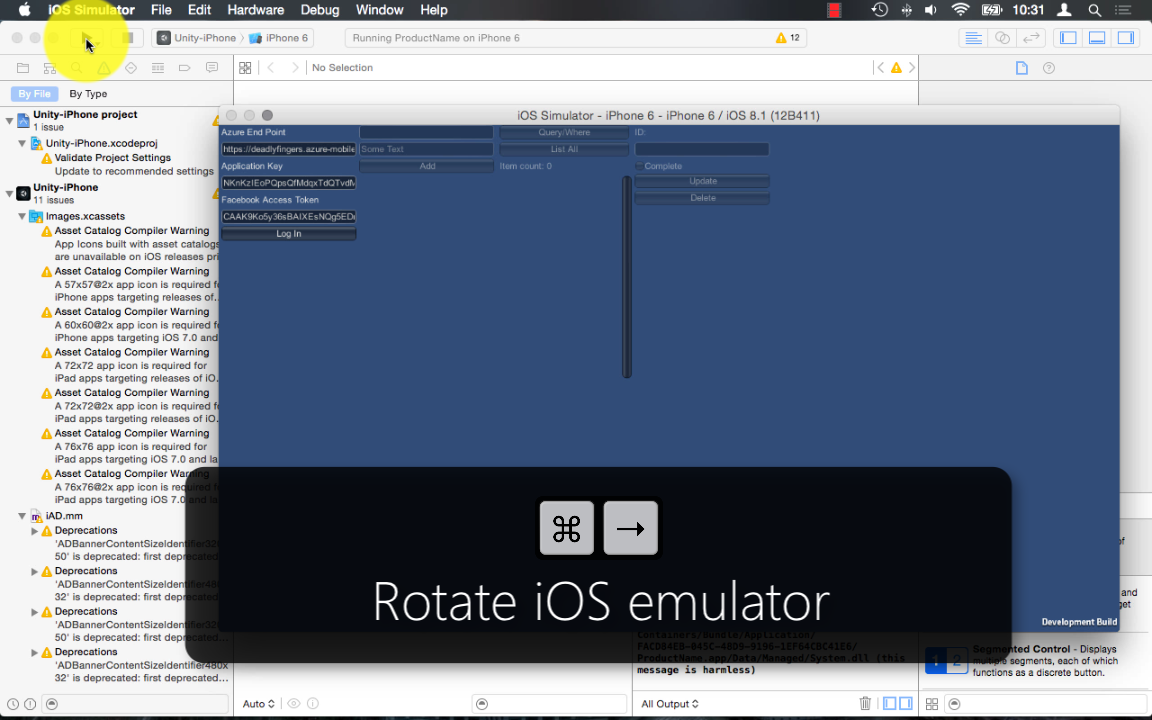 iOS Simulator File Edit Hardware Debug Window Help 10:31
Unity-iPhone iPhone 6 Running ProductName on iPhone 6 12
No Selection
By File By Type
Unity-iPhone project
1 issue
Unity-iPhone.xcodeproj
Validate Project Settings
Update to recommended settings
Unity-iPhone
11 issues
Images.xcassets
Asset Catalog Compiler Warning
App Icons built with asset catalogs
are unavailable on iOS releases pri
Asset Catalog Compiler Warning
A 57x57@2x app icon is required f
iPhone apps targeting releases of...
Asset Catalog Compiler Warning
A 60x60@2x app icon is required f
iPhone apps targeting iOS 7.0 and
Asset Catalog Compiler Warning
A 72x72 app icon is required for
iPad apps targeting releases of iO...
Asset Catalog Compiler Warning
A 72x72@2x app icon is required f
iPad apps targeting releases of iO...
Asset Catalog Compiler Warning
A 76x76 app icon is required for
iPad apps targeting iOS 7.0 and la
Asset Catalog Compiler Warning
A 76x76@2x app icon is required f
iPad apps targeting iOS 7.0 and la
iAD.mm
Deprecations
'ADBannerContentSizeIdentifier320x
50' is deprecated: first deprecated
Deprecations
'ADBannerContentSizeIdentifier480x
32' is deprecated: first deprecated
Deprecations
'ADBannerContentSizeIdentifier320x
50' is deprecated: first deprecated
Deprecations
'ADBannerContentSizeIdentifier480x
32' is deprecated: first deprecated...
iOS Simulator - iPhone 6 - iPhone 6 / iOS 8.1 (12B411)
Azure End Point Query/Where ID:
https://deadlyfingers.azure-mobile Some Text List All
Application Key Add Item count: 0 Complete
NKnKzIEoPQpsQfMdqxTdQTvdM Update
Facebook Access Token Delete
CAAK9Ko5y36sBAIXEsNQg5ED
Log In
Development Build
⌘ →
Rotate iOS emulator
Containers/Bundle/Application/
FACD84EB-045C-48D9-9196-1EF64CBC41E6/
ProductName.app/Data/Managed/System.dll (this
message is harmless)
1 2 Segmented Control - Displays
multiple segments, each of which
functions as a discrete button.
Auto All Output